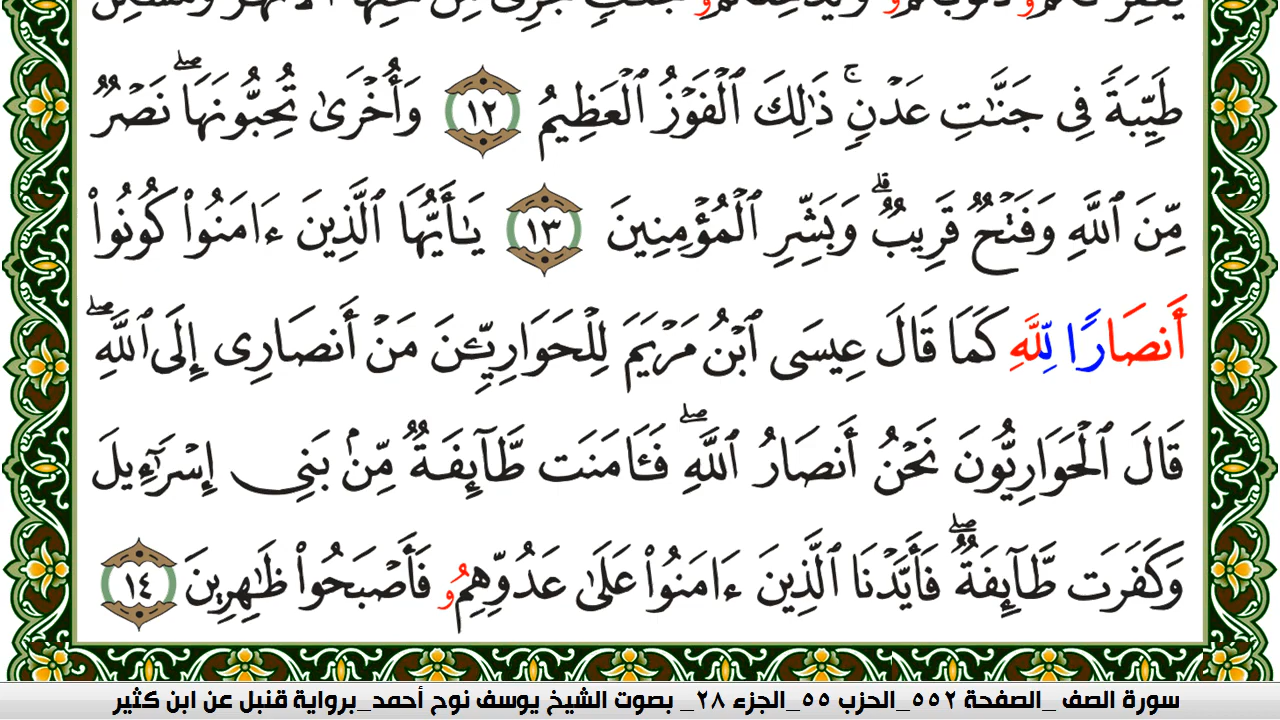 طَيِّبَةً فِى جَنَّٰتِ عَدْنٍۚ ذَٰلِكَ ٱلْفَوْزُ ٱلْعَظِيمُ ١٢ وَأُخْرَىٰ تُحِبُّونَهَاۖ نَصْرٌ
مِّنَ ٱللَّهِ وَفَتْحٌ قَرِيبٌۗ وَبَشِّرِ ٱلْمُؤْمِنِينَ ١٣ يَٰٓأَيُّهَا ٱلَّذِينَ ءَامَنُوا۟ كُونُوا۟
أَنصَارًا لِّلَّهِ كَمَا قَالَ عِيسَى ٱبْنُ مَرْيَمَ لِلْحَوَارِيِّـۧنَ مَنْ أَنصَارِى إِلَى ٱللَّهِۖ
قَالَ ٱلْحَوَارِيُّونَ نَحْنُ أَنصَارُ ٱللَّهِۖ فَـَٔامَنَت طَّآئِفَةٌ مِّنۢ بَنِى إِسْرَٰٓءِيلَ
وَكَفَرَت طَّآئِفَةٌۖ فَأَيَّدْنَا ٱلَّذِينَ ءَامَنُوا۟ عَلَىٰ عَدُوِّهِمُۥ فَأَصْبَحُوا۟ ظَٰهِرِينَ ١٤
سورة الصف _الصفحة ٥٥٢_الحزب ٥٥_الجزء ٢٨_ بصوت الشيخ يوسف نوح أحمد_برواية قنبل عن ابن كثير